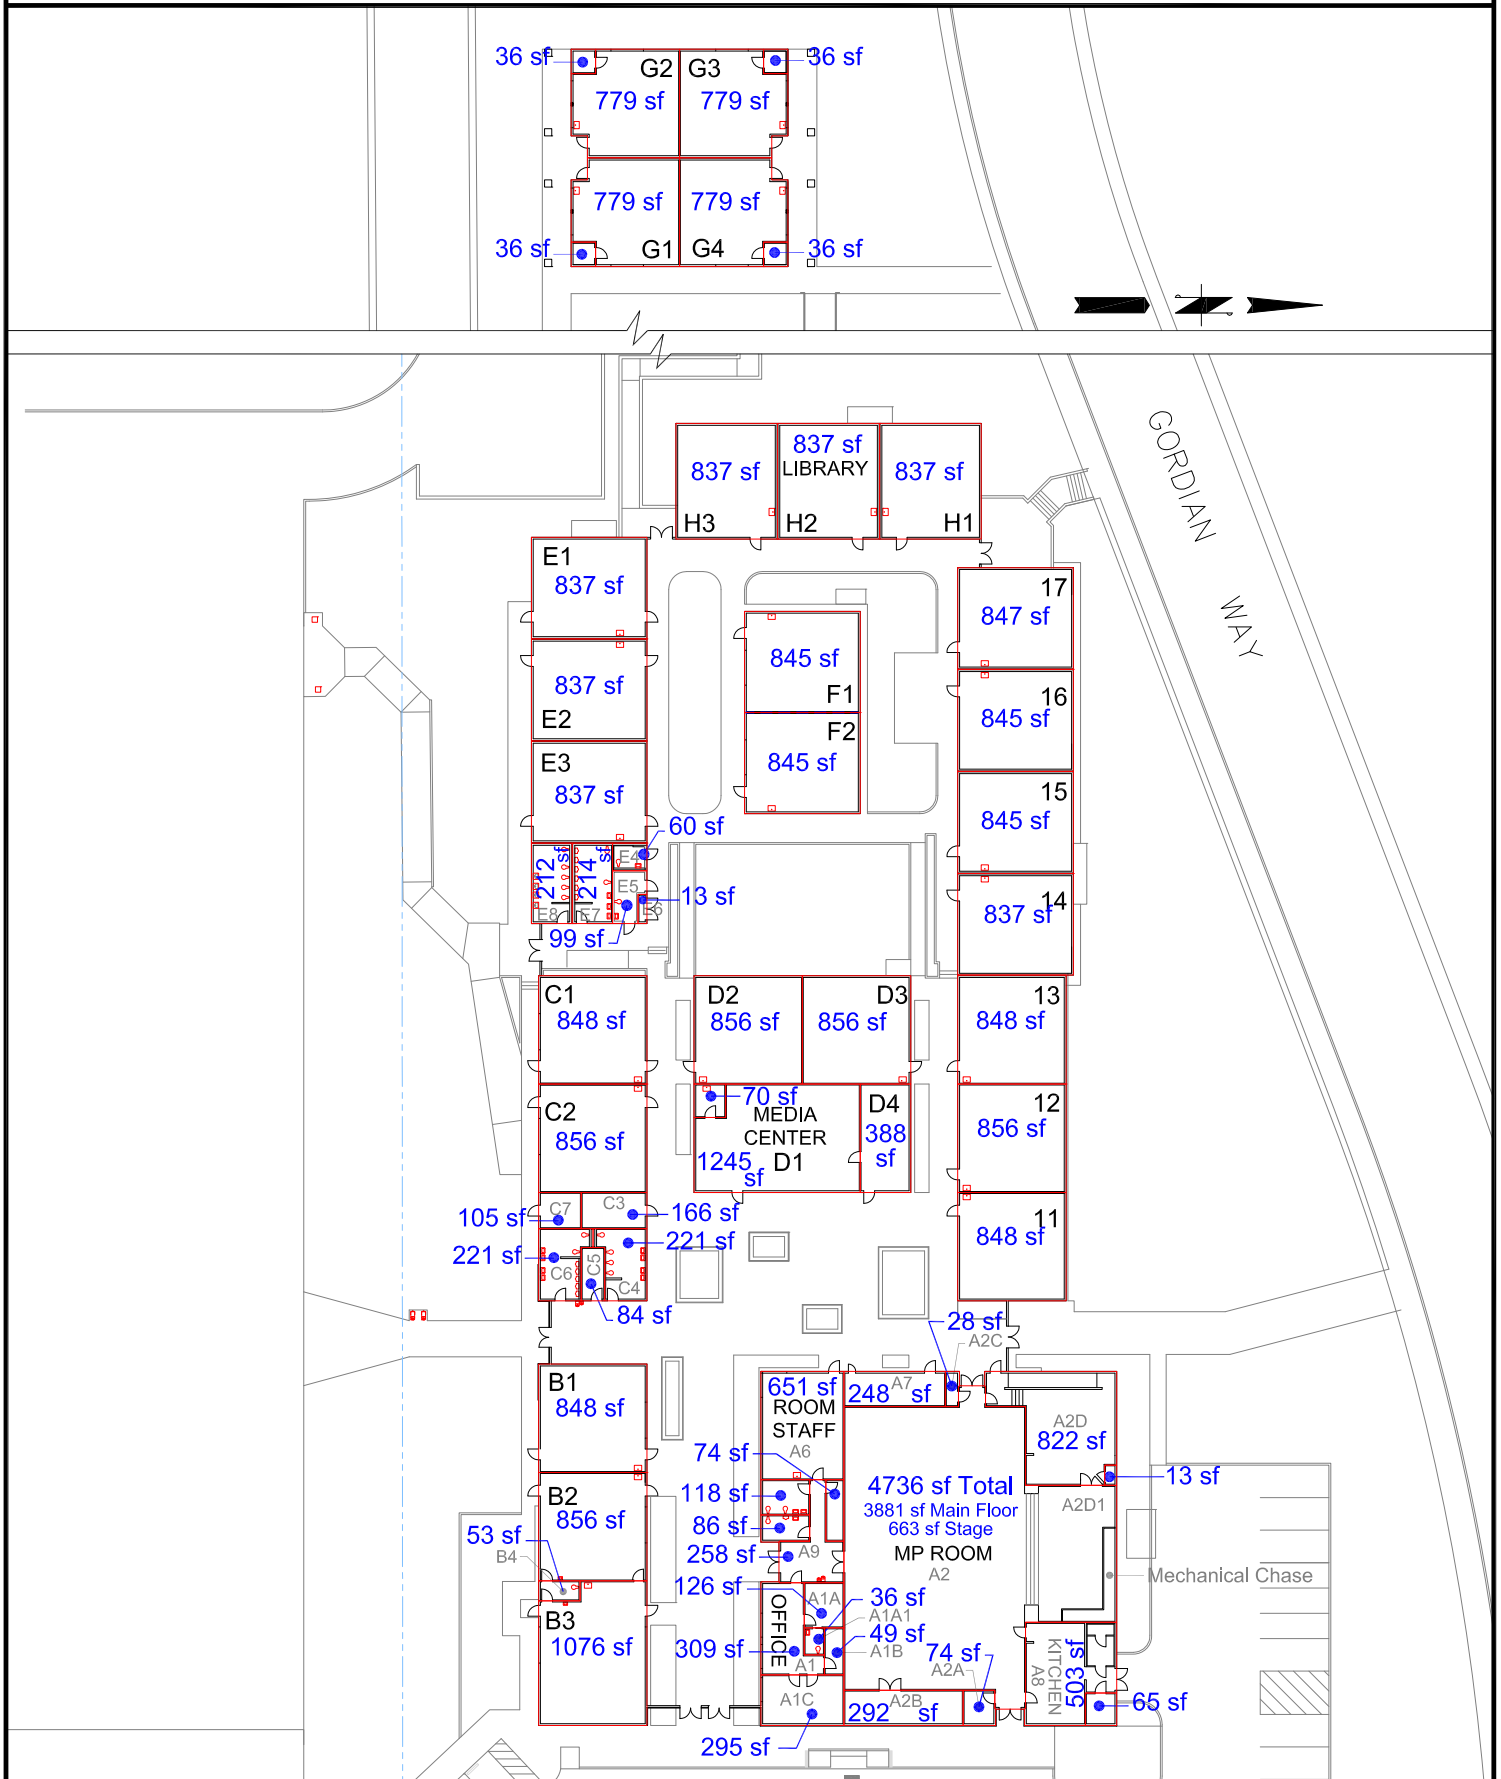 36 sf
G2
G3
36 sf
779 sf
779 sf
779 sf
779 sf
36 sf
G1
G4
36 sf
GORDIAN WAY
837 sf
837 sf
LIBRARY
837 sf
H3
H2
H1
E1
837 sf
17
847 sf
837 sf
E2
845 sf
F1
16
845 sf
E3
837 sf
F2
845 sf
15
845 sf
60 sf
212 sf
214 sf
E4
E5
13 sf
E8
E7
E6
99 sf
14
837 sf
C1
848 sf
D2
856 sf
D3
856 sf
13
848 sf
C2
856 sf
70 sf
MEDIA
CENTER
D1
1245 sf
D4
388
sf
12
856 sf
C7
C3
105 sf
166 sf
11
848 sf
221 sf
221 sf
C6
C5
C4
84 sf
28 sf
A2C
B1
848 sf
651 sf
ROOM
STAFF
A6
248 sf
A7
A2D
822 sf
74 sf
13 sf
B2
856 sf
118 sf
4736 sf Total
3881 sf Main Floor
663 sf Stage
MP ROOM
A2
A2D1
86 sf
53 sf
B4
258 sf
A9
Mechanical Chase
126 sf
A1A
36 sf
A1A1
B3
1076 sf
OFFICE
309 sf
A1
49 sf
A1B
74 sf
A2A
KITCHEN
A8
503 sf
A1C
A2B
292 sf
65 sf
295 sf